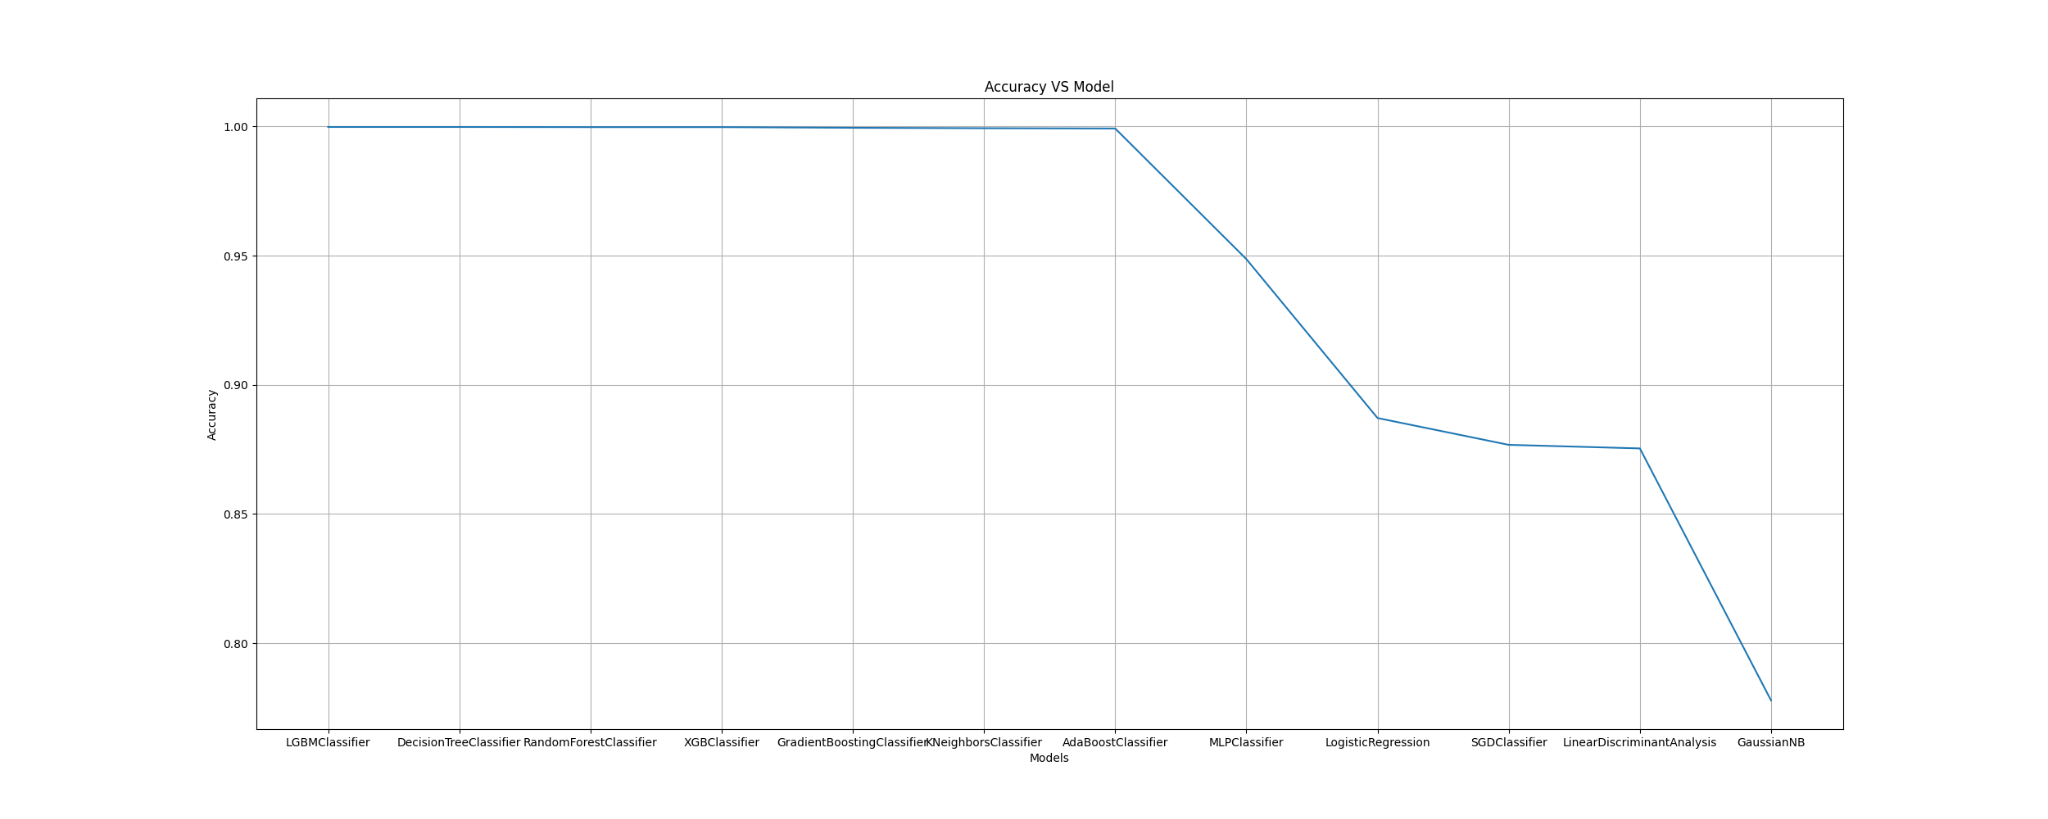 Accuracy VS Model
1.00
0.95
0.90
0.85
0.80
Accuracy
LGBMClassifier DecisionTreeClassifier RandomForestClassifier XGBClassifier GradientBoostingClassifier KNeighborsClassifier AdaBoostClassifier MLPClassifier LogisticRegression SGDClassifier LinearDiscriminantAnalysis GaussianNB
Models